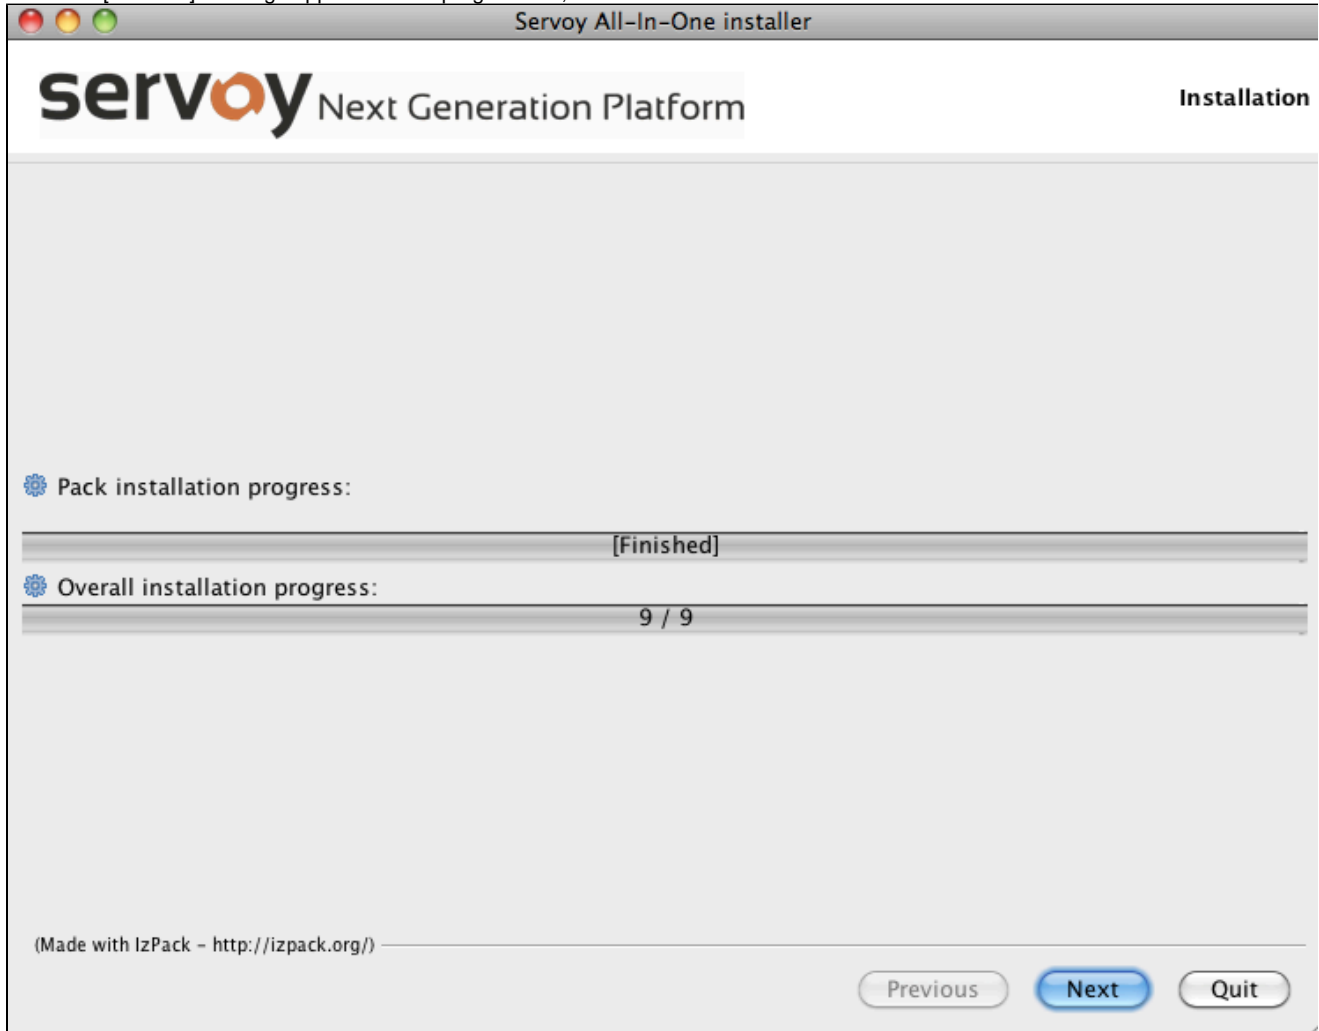 Servoy All-In-One installer
servoy Next Generation Platform
Installation
Pack installation progress:
[Finished]
Overall installation progress:
9 / 9
(Made with IzPack - http://izpack.org/)
Previous Next Quit